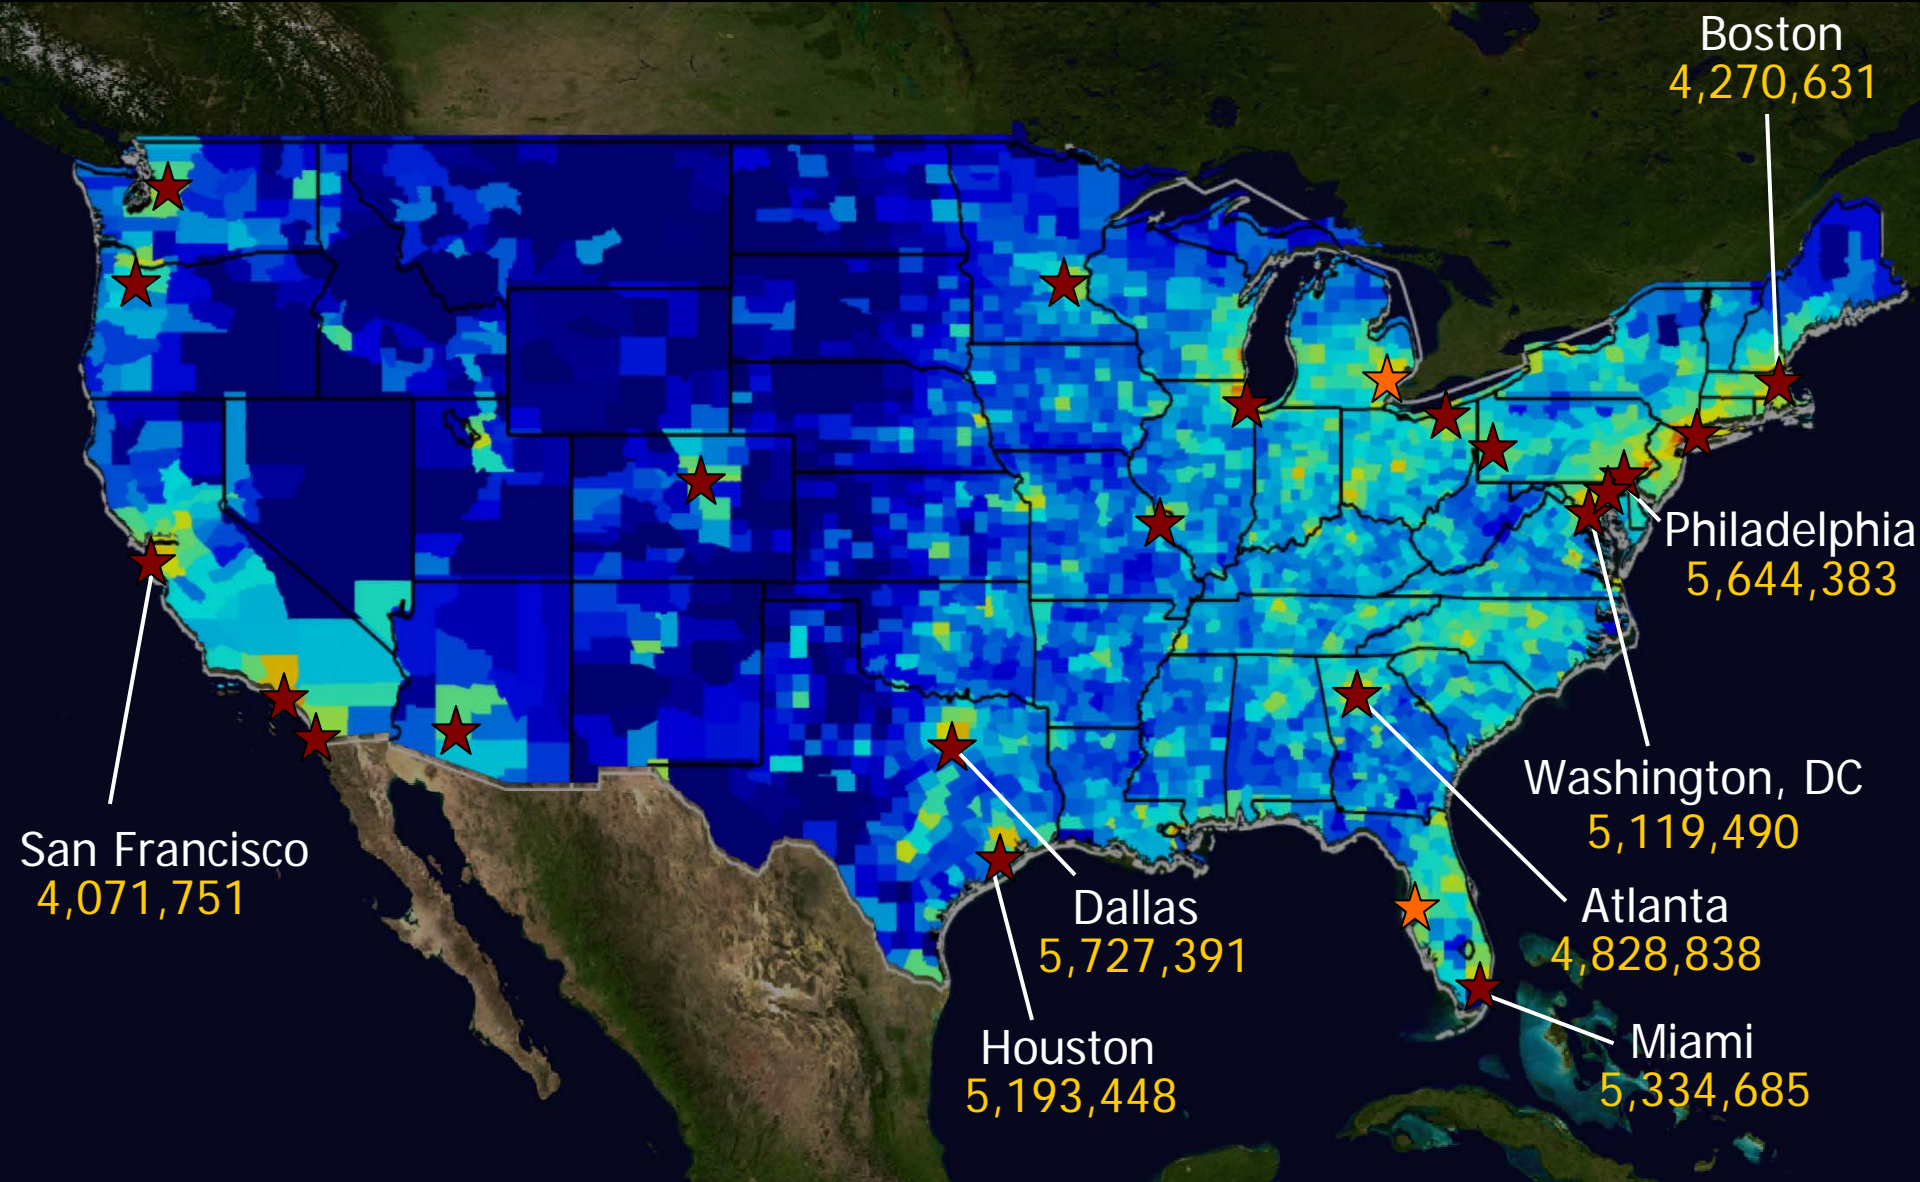 Boston
4,270,631
Philadelphia
5,644,383
Washington, DC
5,119,490
San Francisco
4,071,751
Dallas
5,727,391
Atlanta
4,828,838
Houston
5,193,448
Miami
5,334,685